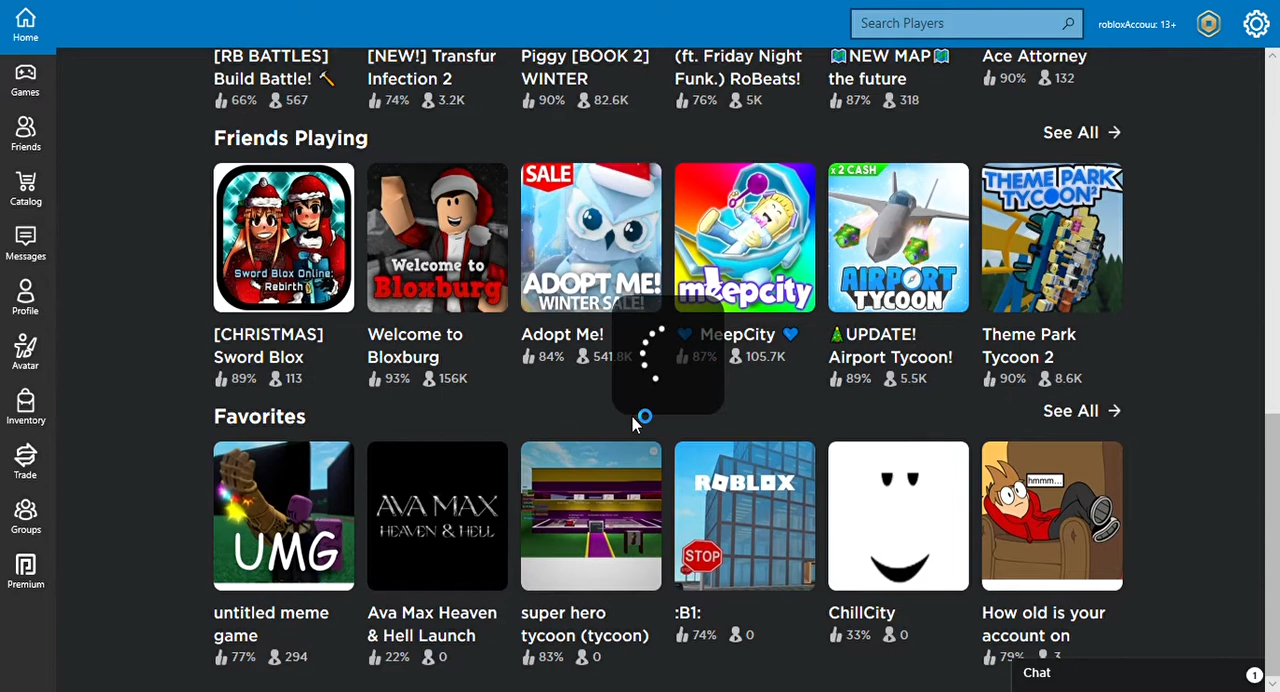 Home
Search Players
robloxAccouu: 13+
Games
Friends
Catalog
Messages
Profile
Avatar
Inventory
Trade
Groups
Premium
[RB BATTLES]
Build Battle! 🔨
66% 567
[NEW!] Transfur
Infection 2
74% 3.2K
Piggy [BOOK 2]
WINTER
90% 82.6K
(ft. Friday Night
Funk.) RoBeats!
76% 5K
🗺️NEW MAP🗺️
the future
87% 318
Ace Attorney
90% 132
Friends Playing
See All →
Sword Blox Online:
Rebirth
Welcome to
Bloxburg
SALE
ADOPT ME!
WINTER SALE!
meepcity
x2 CASH
AIRPORT
TYCOON
THEME PARK
TYCOON 2
[CHRISTMAS]
Sword Blox
89% 113
Welcome to
Bloxburg
93% 156K
Adopt Me!
84% 541.8K
💙 MeepCity 💙
87% 105.7K
🎄UPDATE!
Airport Tycoon!
89% 5.5K
Theme Park
Tycoon 2
90% 8.6K
Favorites
See All →
UMG
AVA MAX
HEAVEN & HELL
ROBLOX
STOP
hmmm...
untitled meme
game
77% 294
Ava Max Heaven
& Hell Launch
22% 0
super hero
tycoon (tycoon)
83% 0
:B1:
74% 0
ChillCity
33% 0
How old is your
account on
79% 3
Chat
1